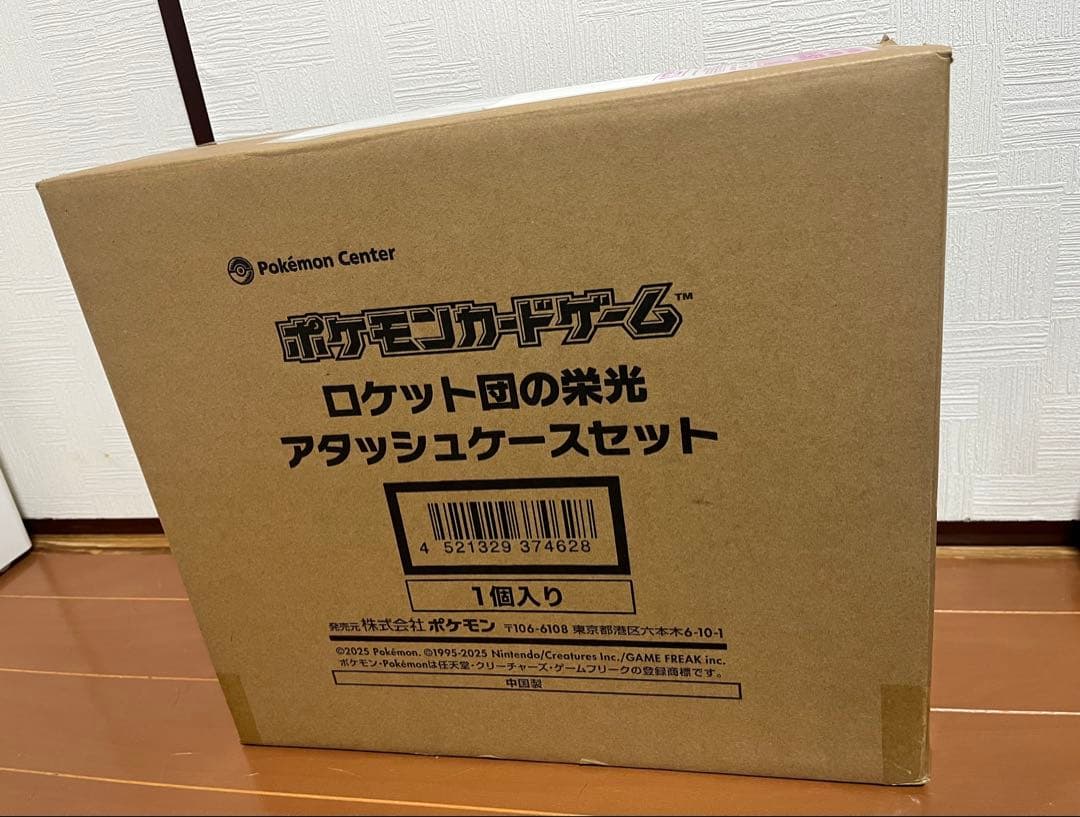 Pokémon Center
ポケモンカードゲーム™
ロケット団の栄光
アタッシュケースセット
4 521329 374628
1個入り
発売元 株式会社 ポケモン 〒106-6108 東京都港区六本木6-10-1
©2025 Pokémon. ©1995-2025 Nintendo/Creatures Inc./GAME FREAK inc.
ポケモン・Pokémonは任天堂・クリーチャーズ・ゲームフリークの登録商標です。
中国製